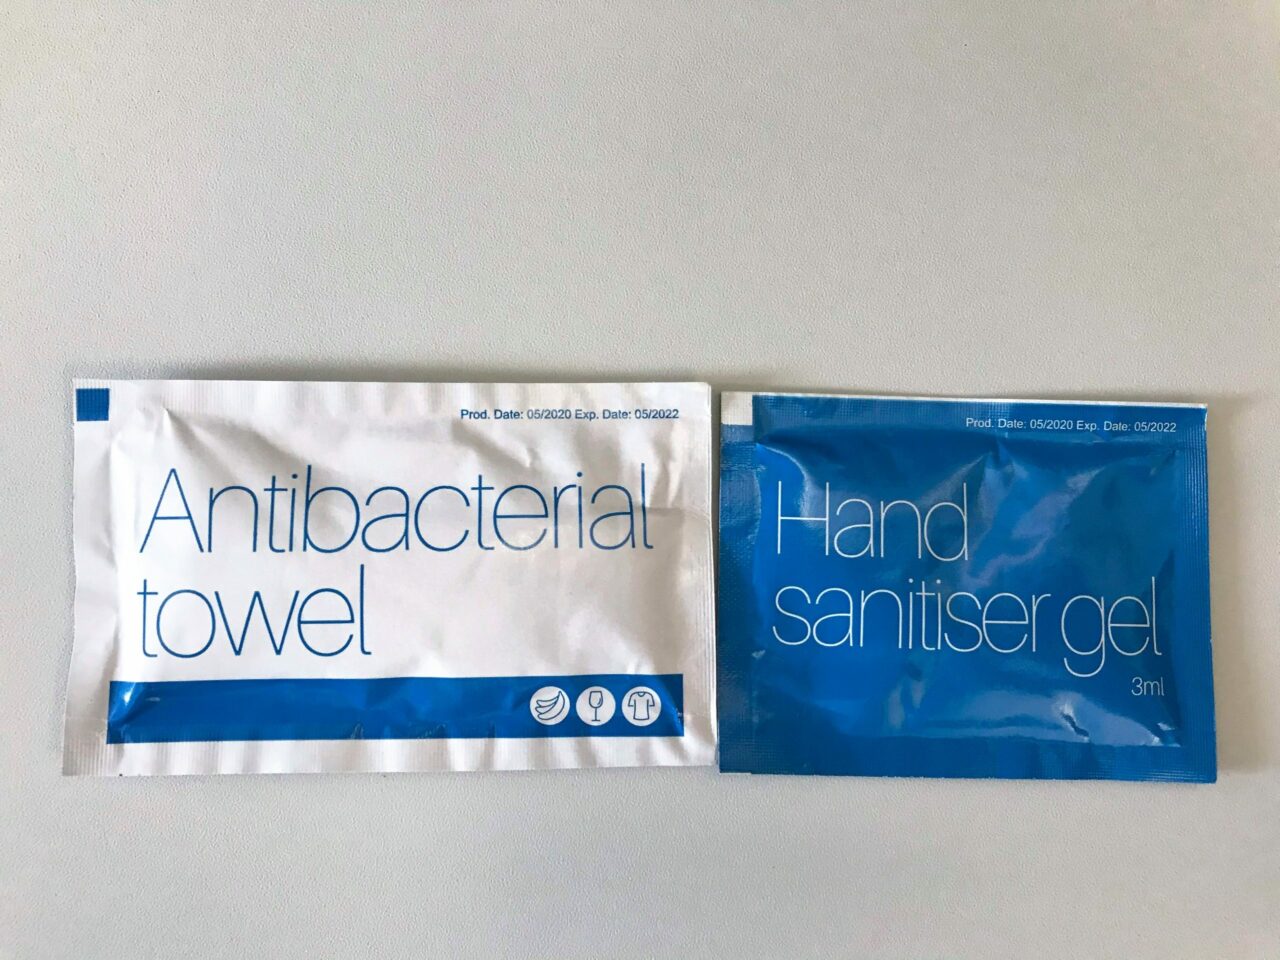 Prod. Date: 05/2020 Exp. Date: 05/2022
Antibacterial
towel
Prod. Date: 05/2020 Exp. Date: 05/2022
Hand
sanitiser gel
3ml